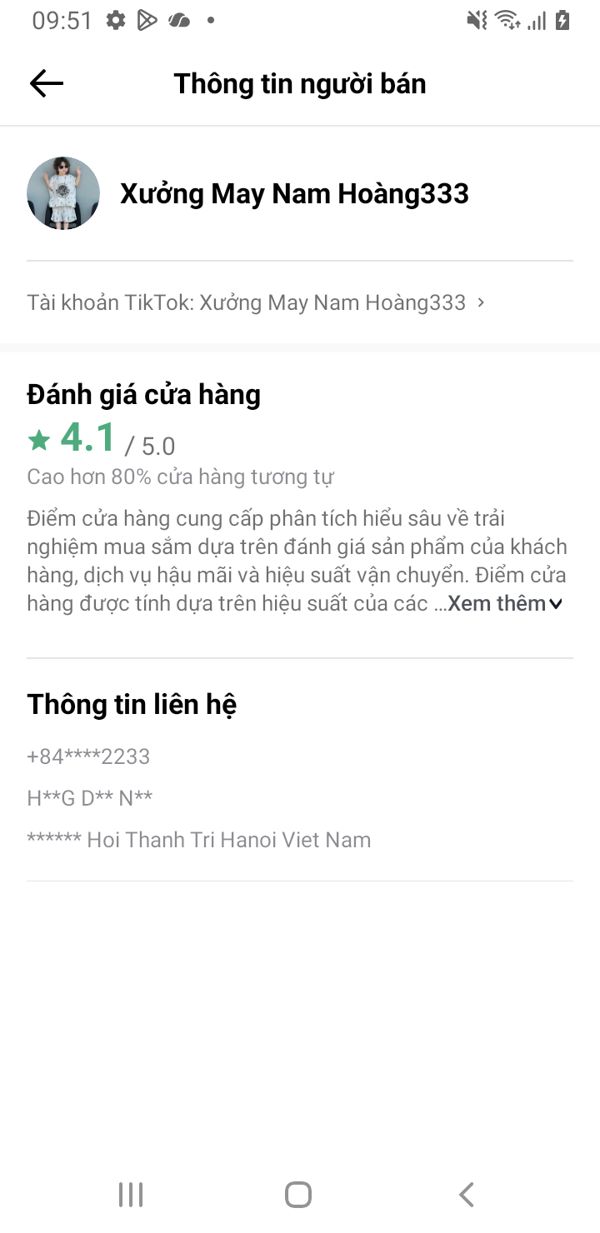 09:51
Thông tin người bán
Xưởng May Nam Hoàng333
Tài khoản TikTok: Xưởng May Nam Hoàng333 >
Đánh giá cửa hàng
4.1 / 5.0
Cao hơn 80% cửa hàng tương tự
Điểm cửa hàng cung cấp phân tích hiểu sâu về trải
nghiệm mua sắm dựa trên đánh giá sản phẩm của khách
hàng, dịch vụ hậu mãi và hiệu suất vận chuyển. Điểm cửa
hàng được tính dựa trên hiệu suất của các ...Xem thêm
Thông tin liên hệ
+84****2233
H**G D** N**
****** Hoi Thanh Tri Hanoi Viet Nam